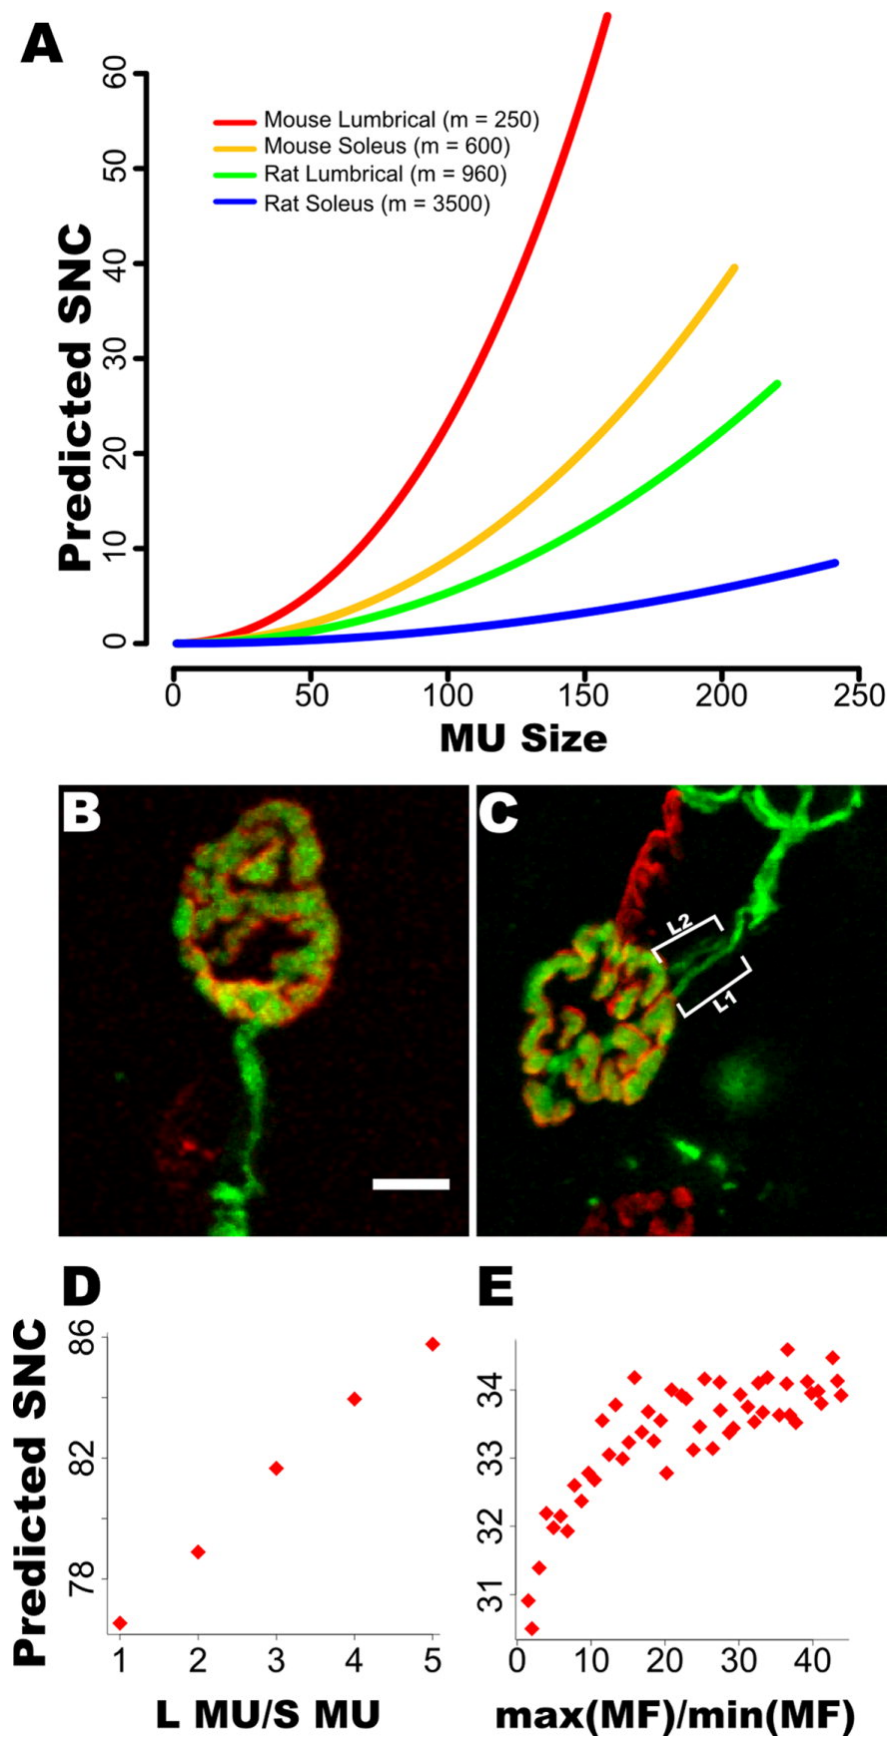 A
60
50
40
30
20
10
0
Predicted SNC
Mouse Lumbrical (m = 250)
Mouse Soleus (m = 600)
Rat Lumbrical (m = 960)
Rat Soleus (m = 3500)
0 50 100 150 200 250
MU Size
B
C
L2
L1
D
E
Predicted SNC
86
82
78
1 2 3 4 5
L MU/S MU
34
33
32
31
0 10 20 30 40
max(MF)/min(MF)